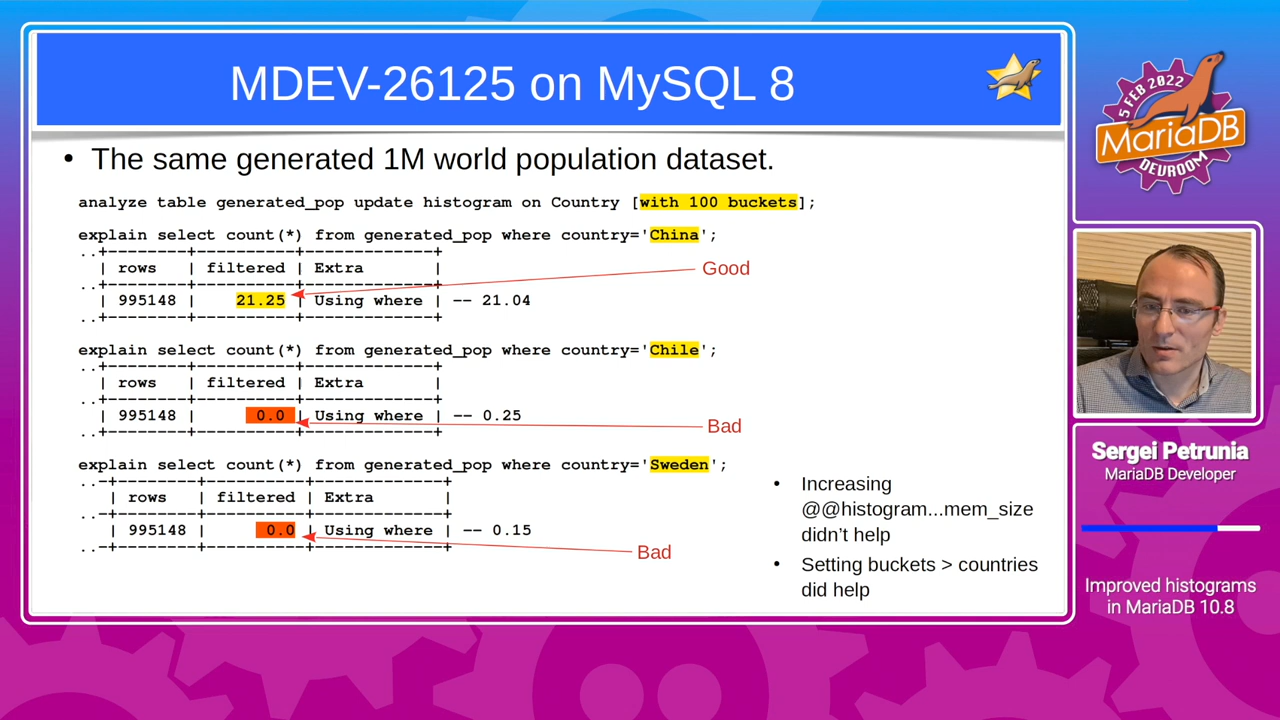 MDEV-26125 on MySQL 8
• The same generated 1M world population dataset.
analyze table generated_pop update histogram on Country [with 100 buckets];
explain select count(*) from generated_pop where country='China';
..+--------+----------+-------------+
| rows | filtered | Extra |
..+--------+----------+-------------+
| 995148 | 21.25 | Using where | -- 21.04
..+--------+----------+-------------+
Good
explain select count(*) from generated_pop where country='Chile';
..+--------+----------+-------------+
| rows | filtered | Extra |
..+--------+----------+-------------+
| 995148 | 0.0 | Using where | -- 0.25
..+--------+----------+-------------+
Bad
explain select count(*) from generated_pop where country='Sweden';
..-+--------+----------+-------------+
| rows | filtered | Extra |
..-+--------+----------+-------------+
| 995148 | 0.0 | Using where | -- 0.15
..-+--------+----------+-------------+
Bad
• Increasing
@@histogram...mem_size
didn't help
• Setting buckets > countries
did help
5 FEB 2022
MariaDB
DEVROOM
Sergei Petrunia
MariaDB Developer
Improved histograms
in MariaDB 10.8